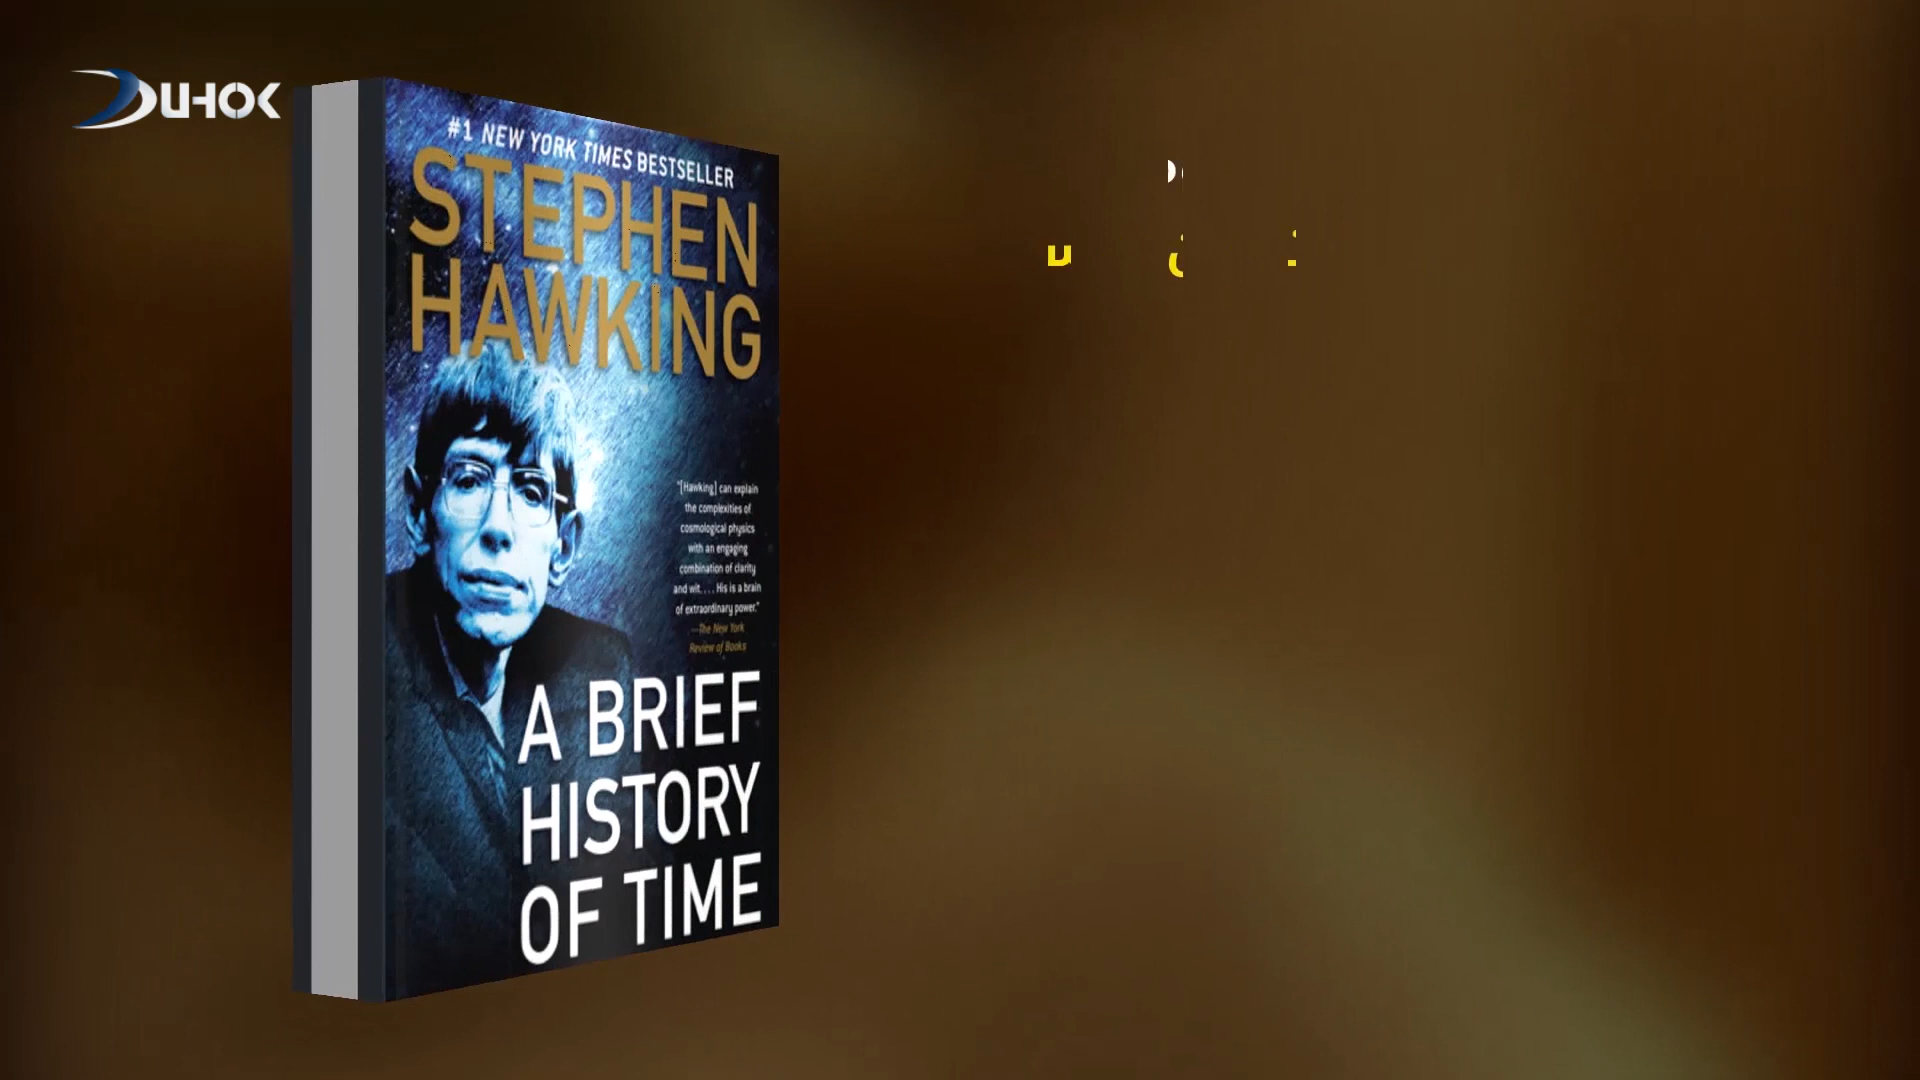 DUHOK
#1 NEW YORK TIMES BESTSELLER
STEPHEN
HAWKING
"[Hawking] can explain
the complexities of
cosmological physics
with an engaging
combination of clarity
and wit. . . . His is a brain
of extraordinary power."
—The New York
Review of Books
A BRIEF
HISTORY
OF TIME